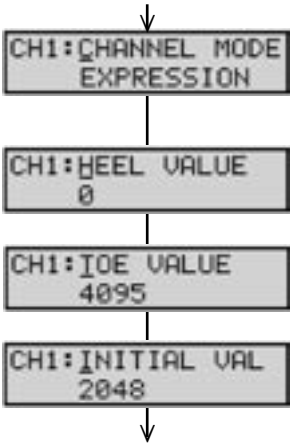 CH1:CHANNEL MODE
EXPRESSION
CH1:HEEL VALUE
0
CH1:TOE VALUE
4095
CH1:INITIAL VAL
2048